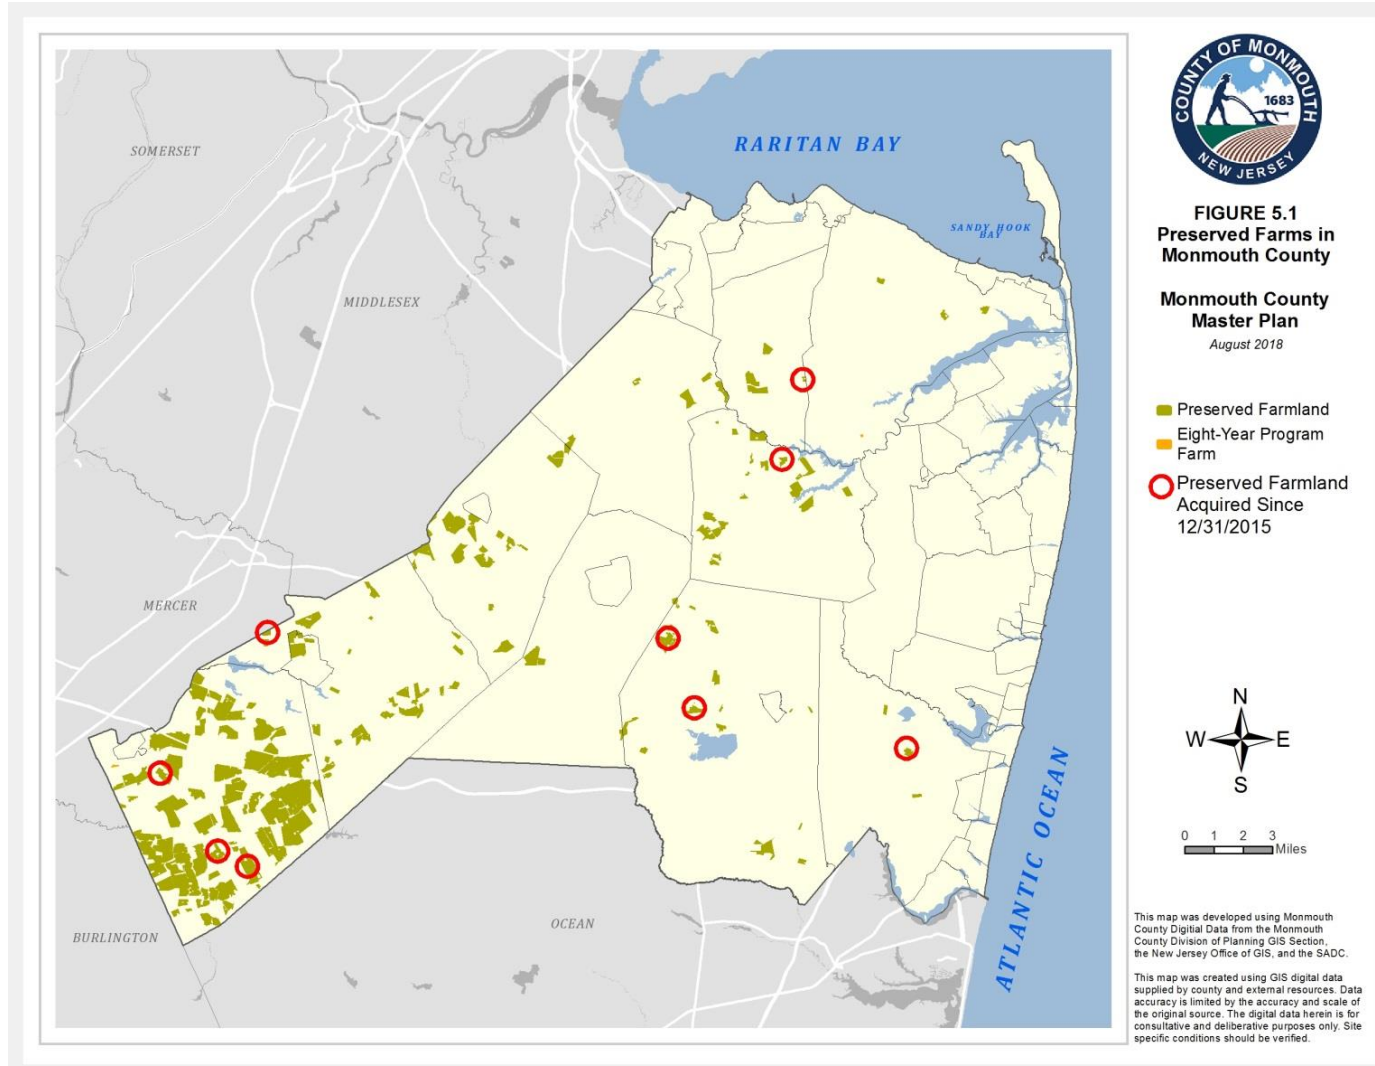 COUNTY OF MONMOUTH
1683
NEW JERSEY
FIGURE 5.1
Preserved Farms in
Monmouth County
Monmouth County
Master Plan
August 2018
Preserved Farmland
Eight-Year Program
Farm
Preserved Farmland
Acquired Since
12/31/2015
SOMERSET
RARITAN BAY
SANDY HOOK
BAY
MIDDLESEX
MERCER
BURLINGTON
OCEAN
ATLANTIC OCEAN
N
W E
S
0 1 2 3
Miles
This map was developed using Monmouth
County Digitial Data from the Monmouth
County Division of Planning GIS Section,
the New Jersey Office of GIS, and the SADC.
This map was created using GIS digital data
supplied by county and external resources. Data
accuracy is limited by the accuracy and scale of
the original source. The digital data herein is for
consultative and deliberative purposes only. Site
specific conditions should be verified.